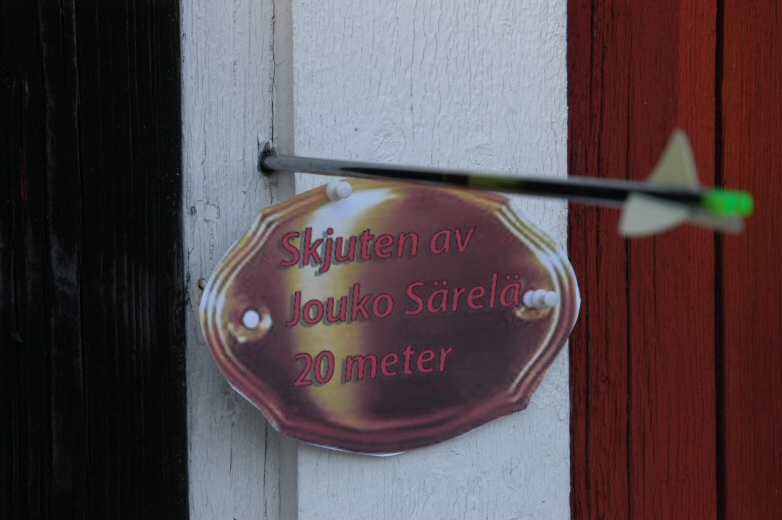 Skjuten av
Jouko Särelä
20 meter